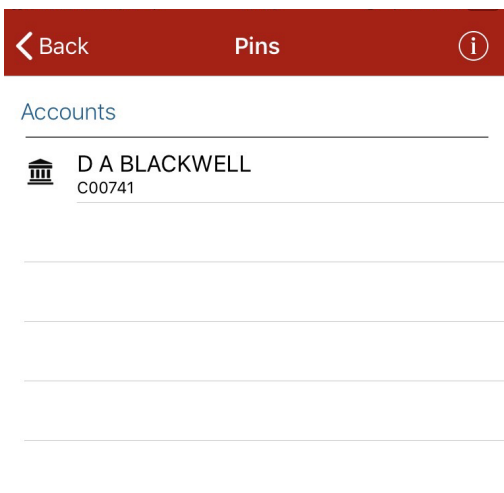 Back
Pins
i
Accounts
D A BLACKWELL
C00741